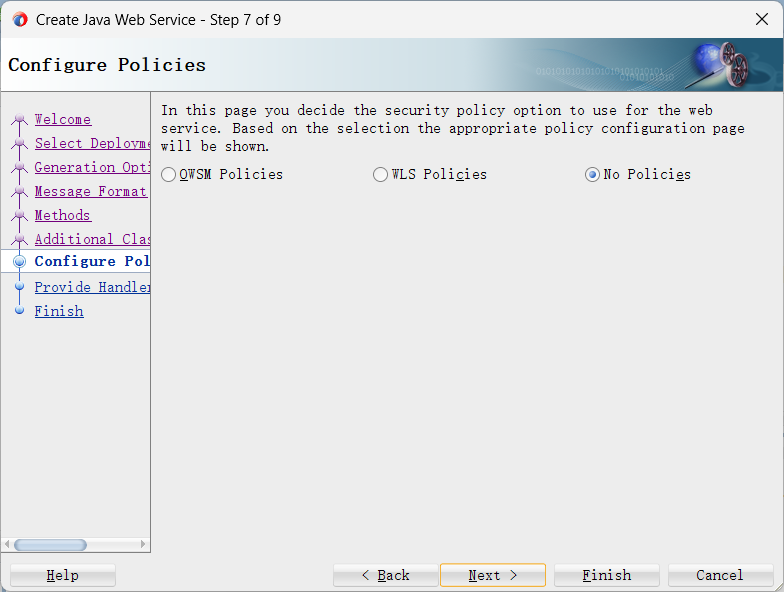 Create Java Web Service - Step 7 of 9
Configure Policies
Welcome
Select Deployme
Generation Opti
Message Format
Methods
Additional Clas
Configure Pol
Provide Handler
Finish
In this page you decide the security policy option to use for the web
service. Based on the selection the appropriate policy configuration page
will be shown.
OWSM Policies
WLS Policies
No Policies
Help
< Back
Next >
Finish
Cancel